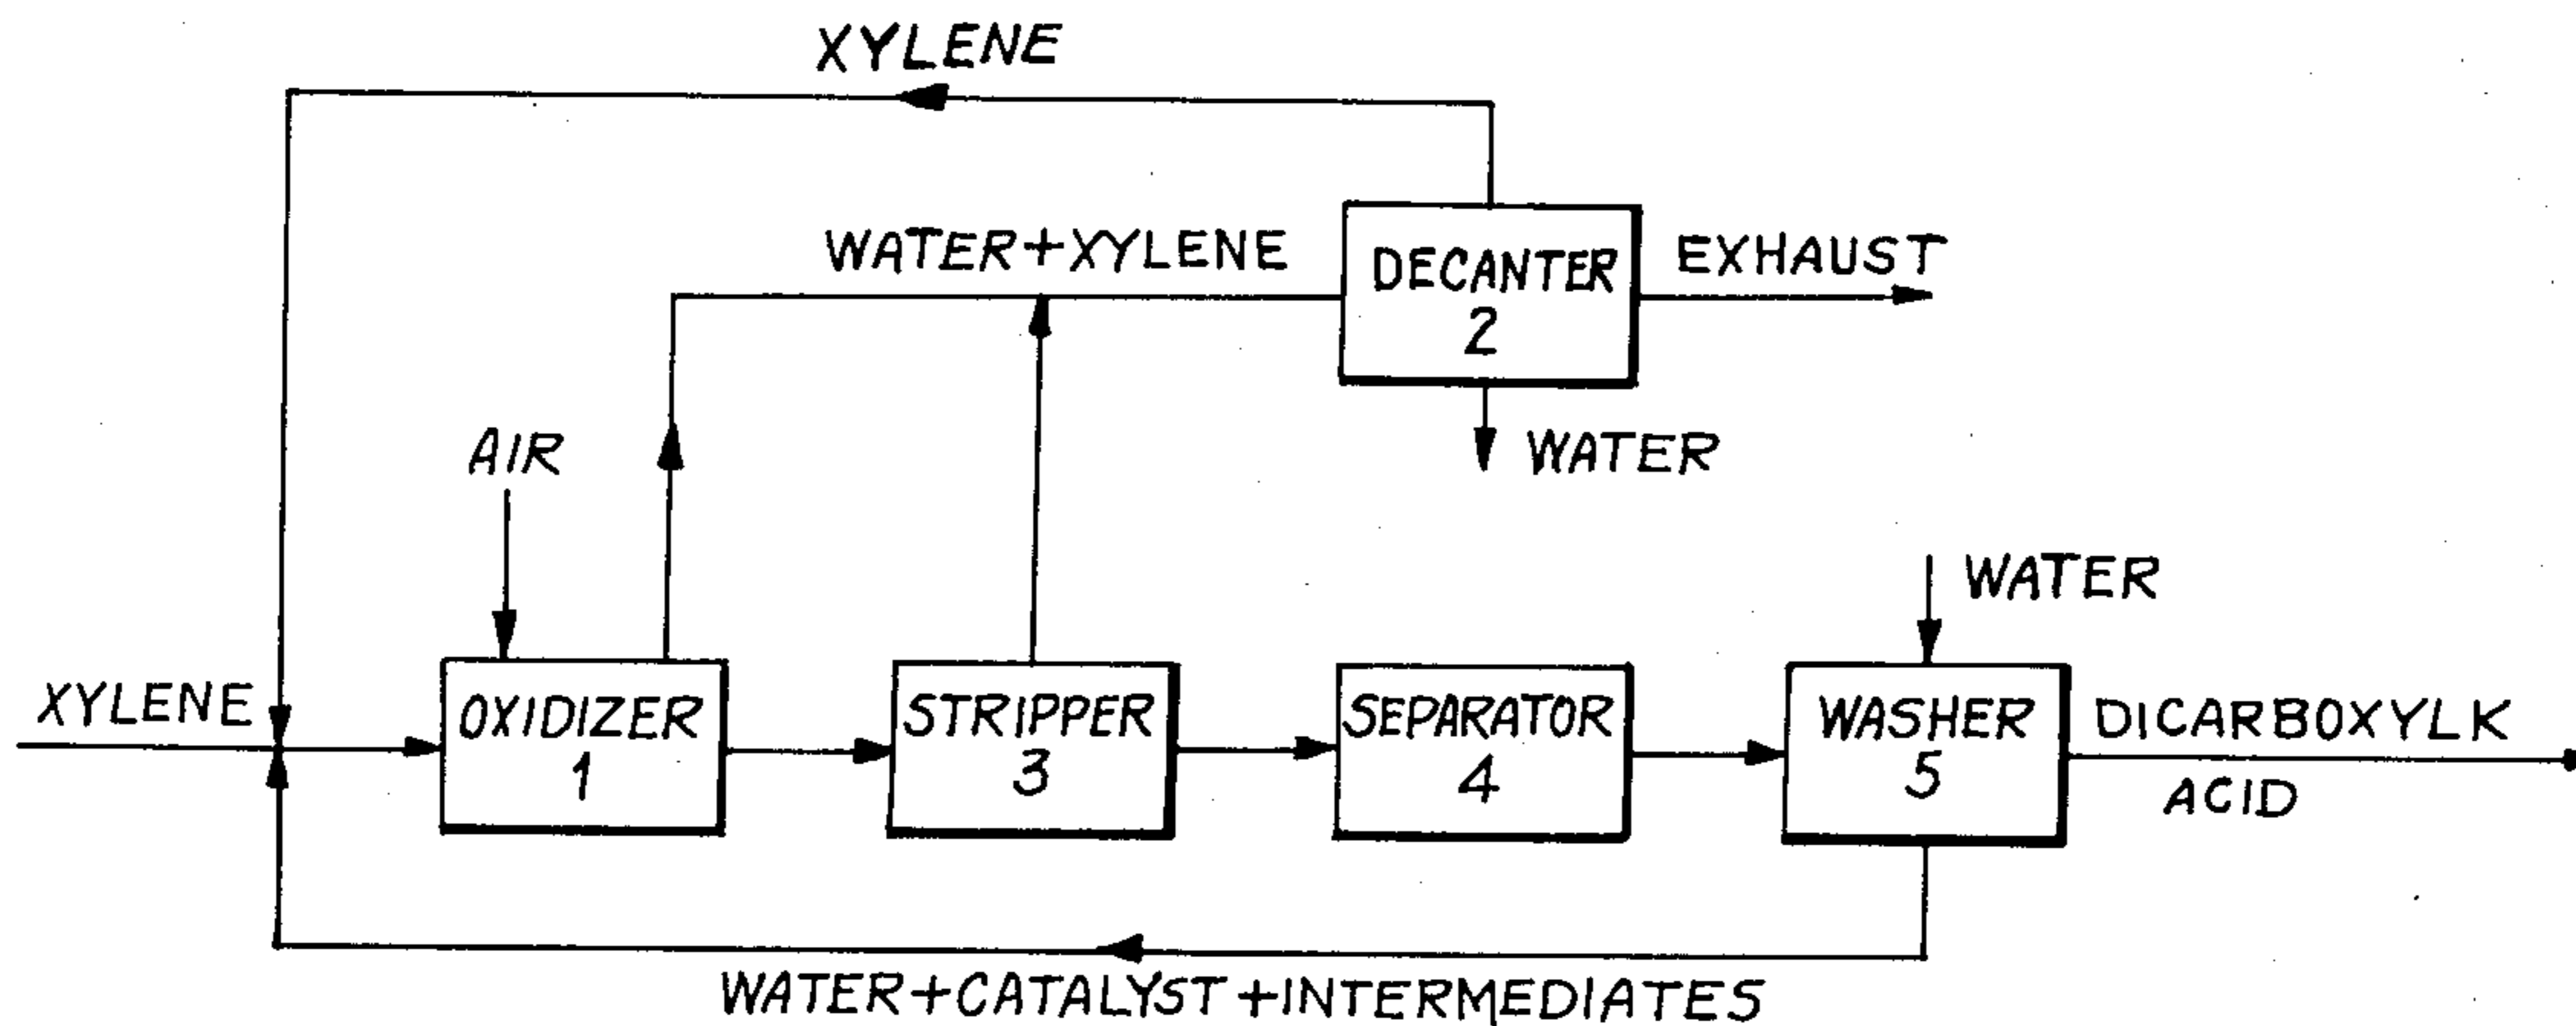 XYLENE
WATER+XYLENE
DECANTER
2
EXHAUST
AIR
WATER
WATER
XYLENE
OXIDIZER
1
STRIPPER
3
SEPARATOR
4
WASHER
5
DICARBOXYLK
ACID
WATER+CATALYST+INTERMEDIATES